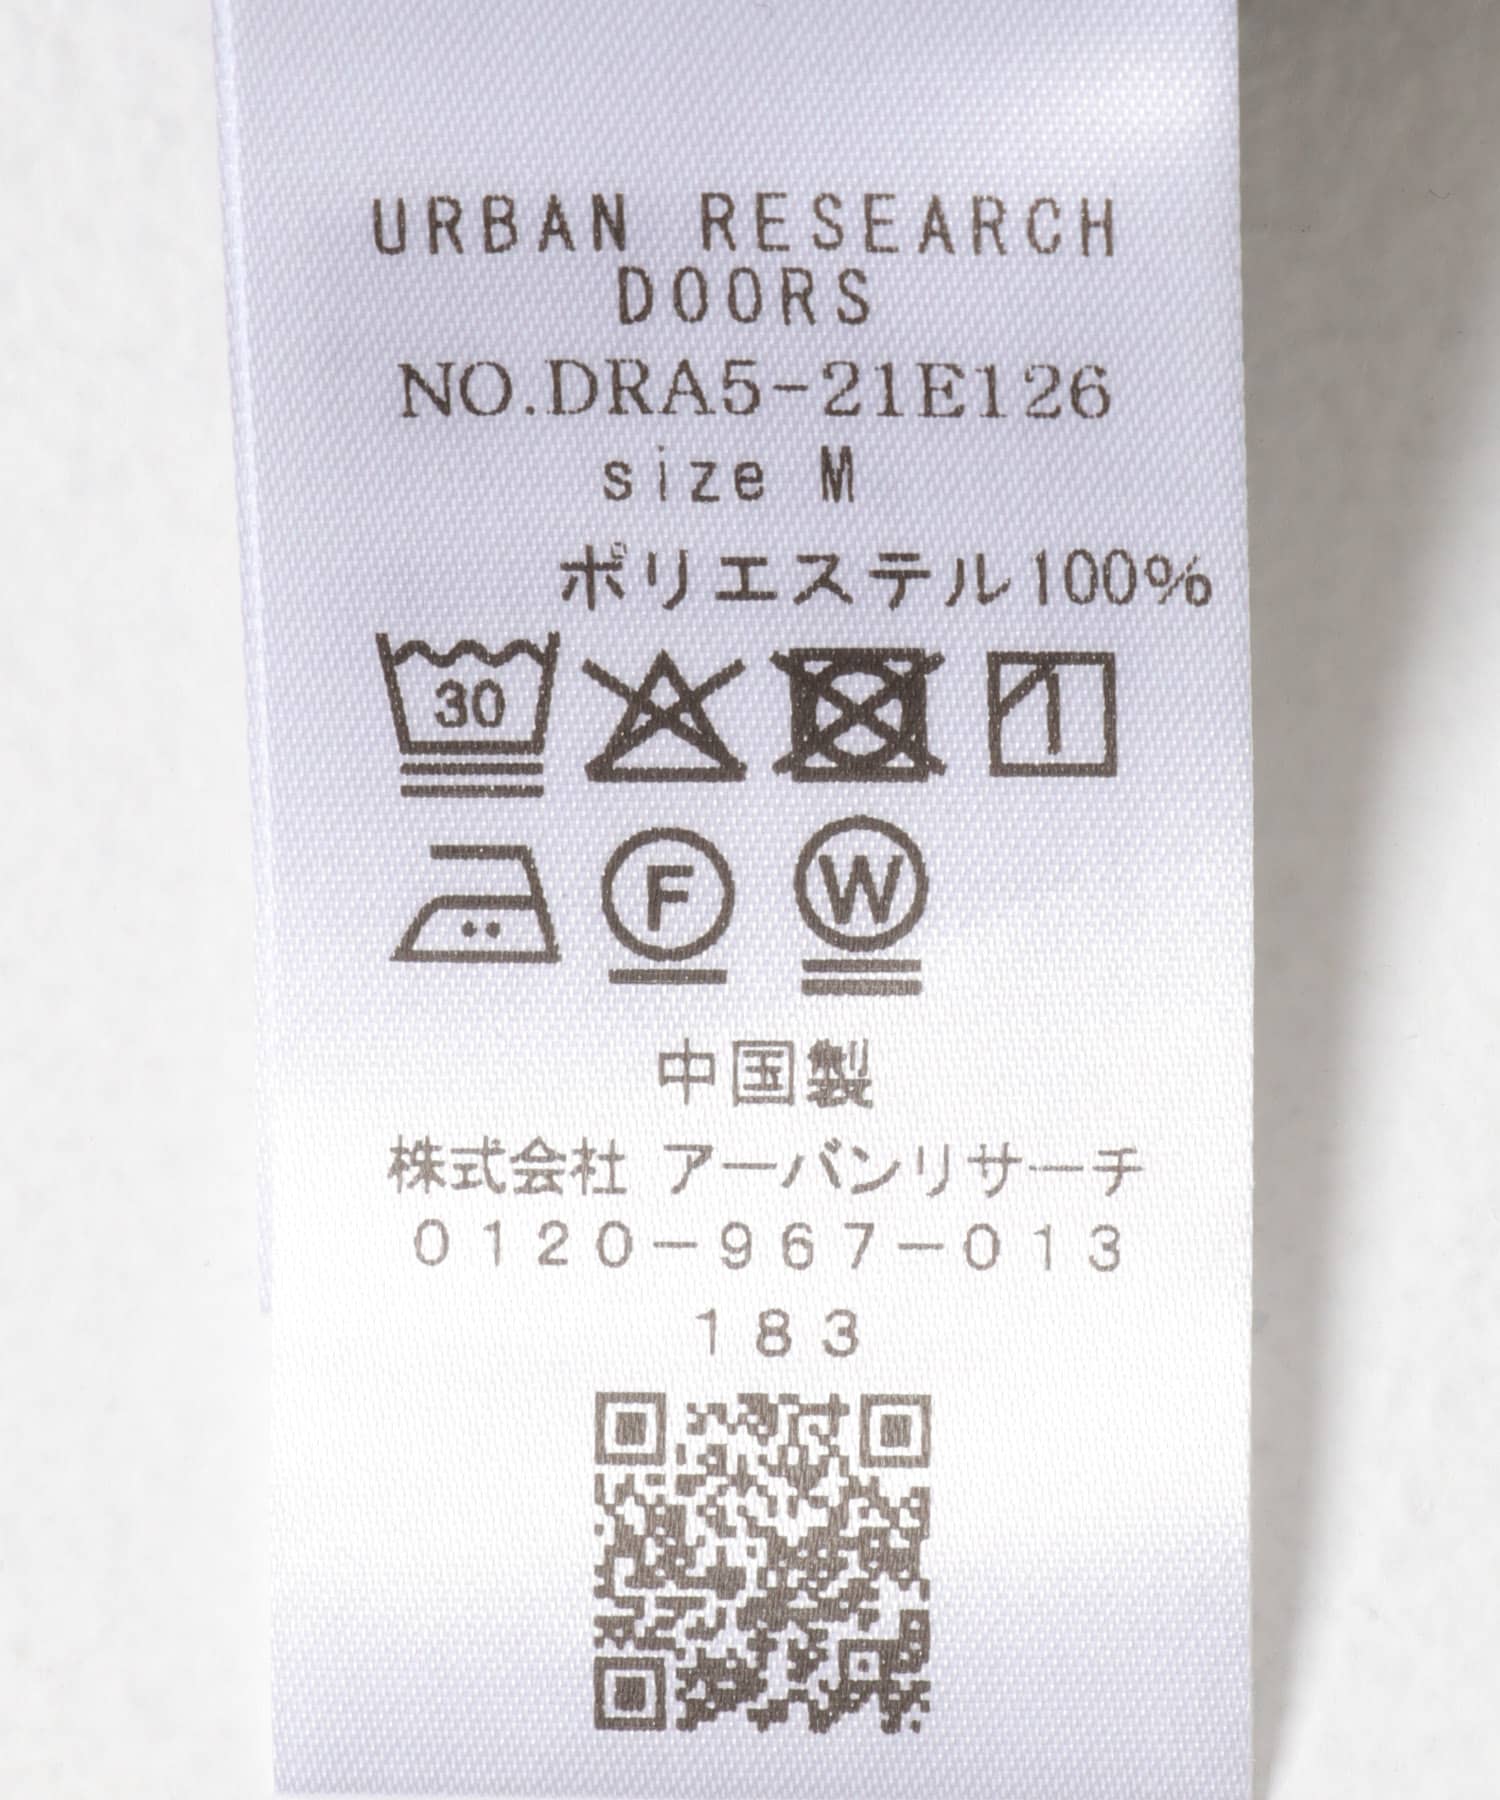 URBAN RESEARCH
DOORS
NO.DRA5-21E126
size M
ポリエステル100%
30
F
W
中国製
株式会社 アーバンリサーチ
0120-967-013
183